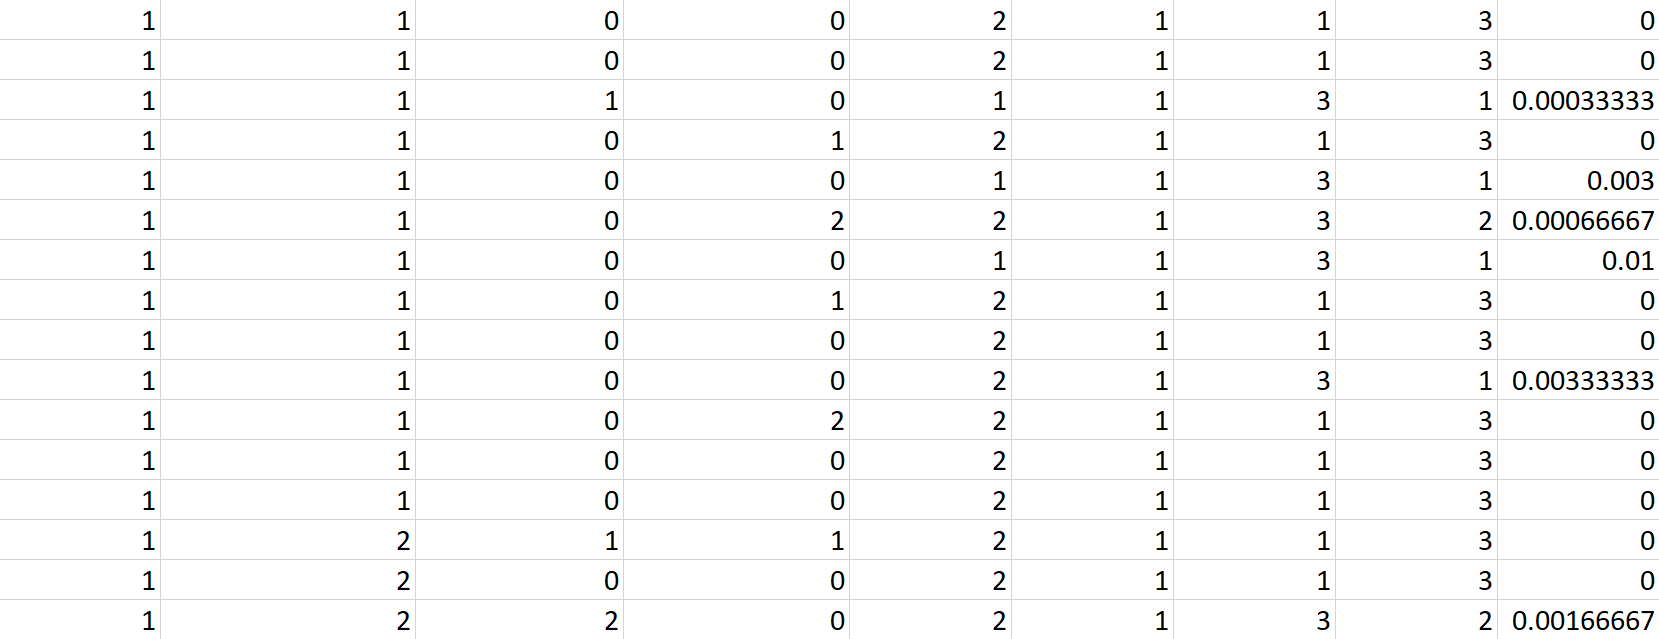 1 1 0 0 2 1 1 3 0
1 1 0 0 2 1 1 3 0
1 1 1 0 1 1 3 1 0.00033333
1 1 0 1 2 1 1 3 0
1 1 0 0 1 1 3 1 0.003
1 1 0 2 2 1 3 2 0.00066667
1 1 0 0 1 1 3 1 0.01
1 1 0 1 2 1 1 3 0
1 1 0 0 2 1 1 3 0
1 1 0 0 2 1 3 1 0.00333333
1 1 0 2 2 1 1 3 0
1 1 0 0 2 1 1 3 0
1 1 0 0 2 1 1 3 0
1 2 1 1 2 1 1 3 0
1 2 0 0 2 1 1 3 0
1 2 2 0 2 1 3 2 0.00166667